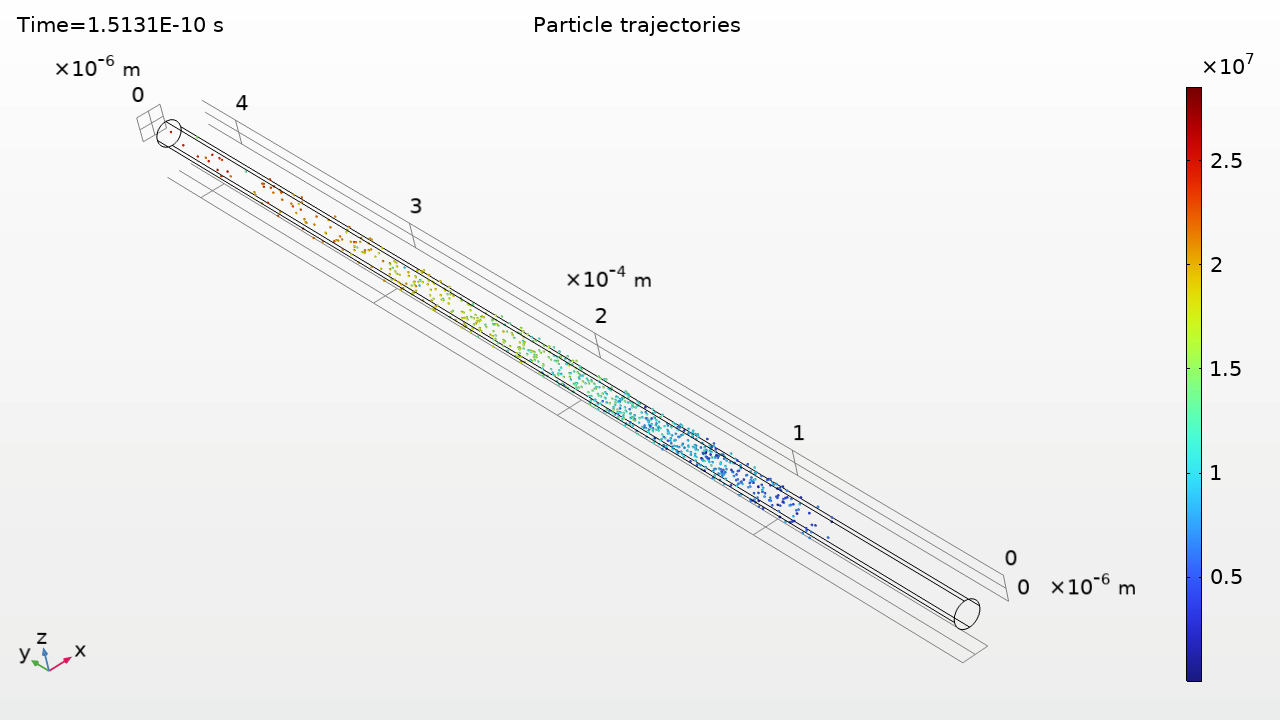 Time=1.5131E-10 s
Particle trajectories
×10⁷
×10⁻⁶ m
0
4
3
×10⁻⁴ m
2
1
0
0 ×10⁻⁶ m
2.5
2
1.5
1
0.5
z
y
x